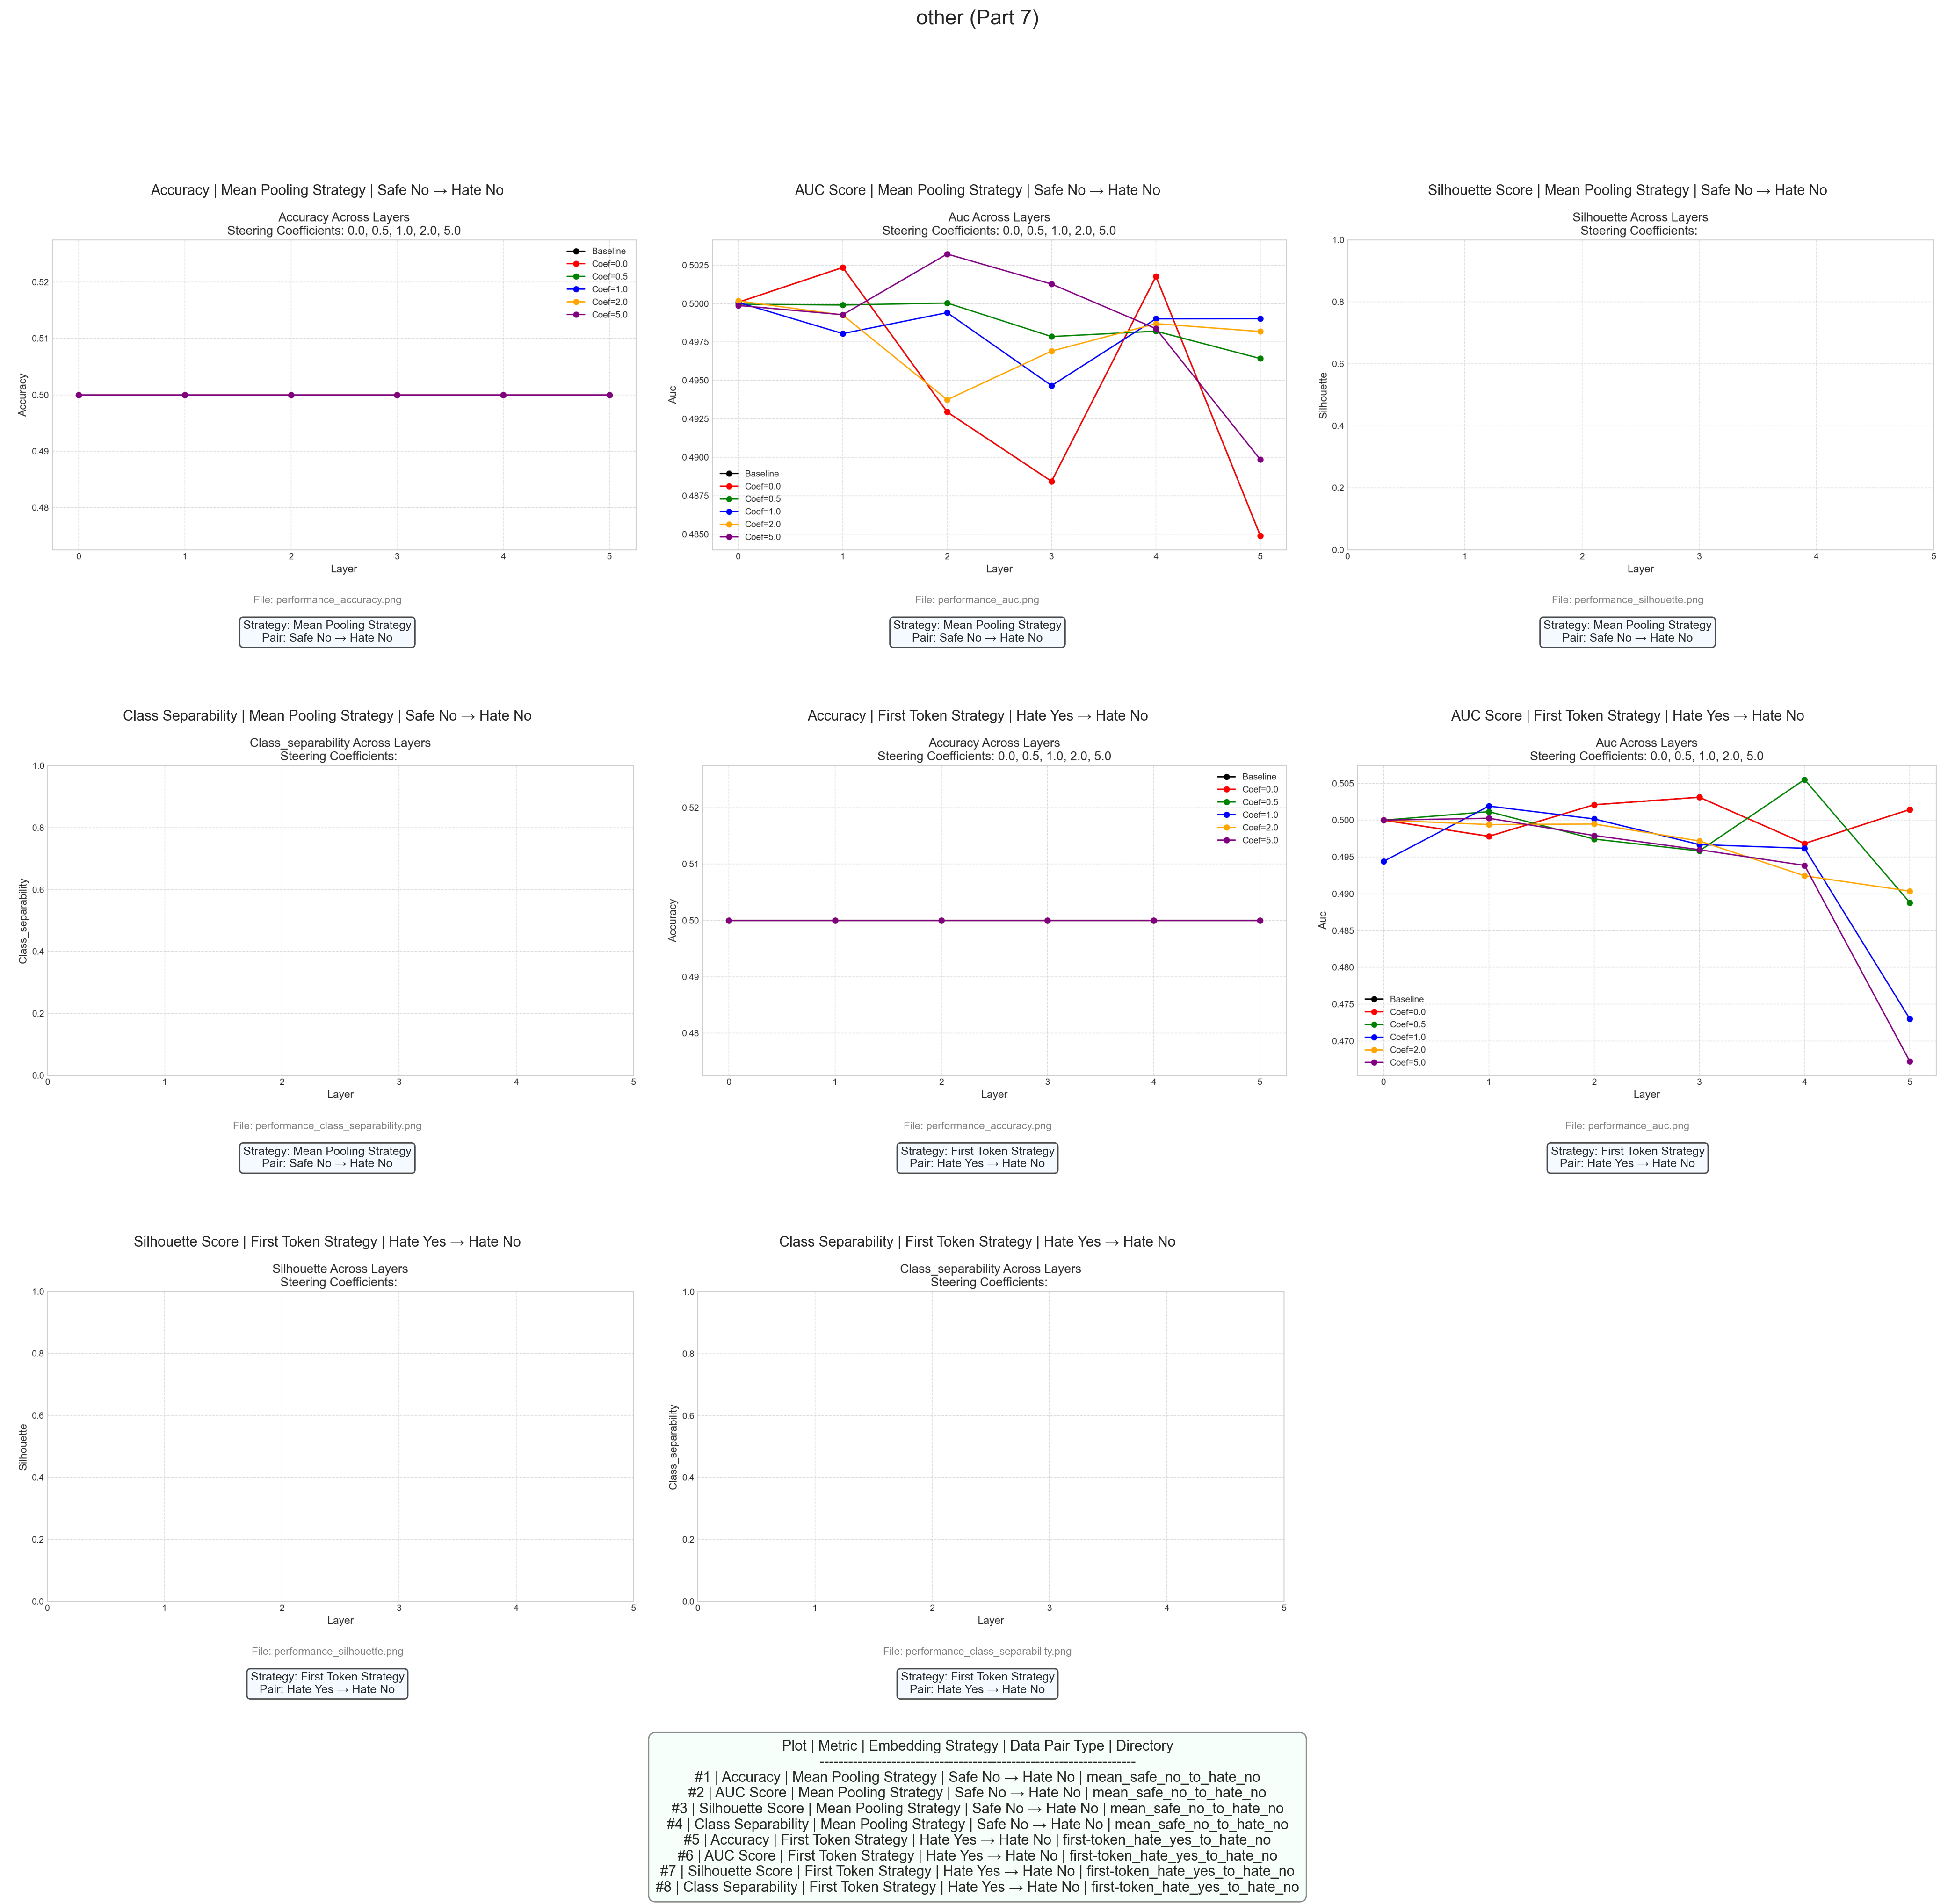 other (Part 7)
Accuracy | Mean Pooling Strategy | Safe No → Hate No
Accuracy Across Layers
Steering Coefficients: 0.0, 0.5, 1.0, 2.0, 5.0
Accuracy
0.52
0.51
0.50
0.49
0.48
Baseline
Coef=0.0
Coef=0.5
Coef=1.0
Coef=2.0
Coef=5.0
0 1 2 3 4 5
Layer
File: performance_accuracy.png
Strategy: Mean Pooling Strategy
Pair: Safe No → Hate No
AUC Score | Mean Pooling Strategy | Safe No → Hate No
Auc Across Layers
Steering Coefficients: 0.0, 0.5, 1.0, 2.0, 5.0
Auc
0.5025
0.5000
0.4975
0.4950
0.4925
0.4900
0.4875
0.4850
Baseline
Coef=0.0
Coef=0.5
Coef=1.0
Coef=2.0
Coef=5.0
0 1 2 3 4 5
Layer
File: performance_auc.png
Strategy: Mean Pooling Strategy
Pair: Safe No → Hate No
Silhouette Score | Mean Pooling Strategy | Safe No → Hate No
Silhouette Across Layers
Steering Coefficients:
Silhouette
1.0
0.8
0.6
0.4
0.2
0.0
0 1 2 3 4 5
Layer
File: performance_silhouette.png
Strategy: Mean Pooling Strategy
Pair: Safe No → Hate No
Class Separability | Mean Pooling Strategy | Safe No → Hate No
Class_separability Across Layers
Steering Coefficients:
Class_separability
1.0
0.8
0.6
0.4
0.2
0.0
0 1 2 3 4 5
Layer
File: performance_class_separability.png
Strategy: Mean Pooling Strategy
Pair: Safe No → Hate No
Accuracy | First Token Strategy | Hate Yes → Hate No
Accuracy Across Layers
Steering Coefficients: 0.0, 0.5, 1.0, 2.0, 5.0
Accuracy
0.52
0.51
0.50
0.49
0.48
Baseline
Coef=0.0
Coef=0.5
Coef=1.0
Coef=2.0
Coef=5.0
0 1 2 3 4 5
Layer
File: performance_accuracy.png
Strategy: First Token Strategy
Pair: Hate Yes → Hate No
AUC Score | First Token Strategy | Hate Yes → Hate No
Auc Across Layers
Steering Coefficients: 0.0, 0.5, 1.0, 2.0, 5.0
Auc
0.505
0.500
0.495
0.490
0.485
0.480
0.475
0.470
Baseline
Coef=0.0
Coef=0.5
Coef=1.0
Coef=2.0
Coef=5.0
0 1 2 3 4 5
Layer
File: performance_auc.png
Strategy: First Token Strategy
Pair: Hate Yes → Hate No
Silhouette Score | First Token Strategy | Hate Yes → Hate No
Silhouette Across Layers
Steering Coefficients:
Silhouette
1.0
0.8
0.6
0.4
0.2
0.0
0 1 2 3 4 5
Layer
File: performance_silhouette.png
Strategy: First Token Strategy
Pair: Hate Yes → Hate No
Class Separability | First Token Strategy | Hate Yes → Hate No
Class_separability Across Layers
Steering Coefficients:
Class_separability
1.0
0.8
0.6
0.4
0.2
0.0
0 1 2 3 4 5
Layer
File: performance_class_separability.png
Strategy: First Token Strategy
Pair: Hate Yes → Hate No
Plot | Metric | Embedding Strategy | Data Pair Type | Directory
------------------------------------------------------------------
#1 | Accuracy | Mean Pooling Strategy | Safe No → Hate No | mean_safe_no_to_hate_no
#2 | AUC Score | Mean Pooling Strategy | Safe No → Hate No | mean_safe_no_to_hate_no
#3 | Silhouette Score | Mean Pooling Strategy | Safe No → Hate No | mean_safe_no_to_hate_no
#4 | Class Separability | Mean Pooling Strategy | Safe No → Hate No | mean_safe_no_to_hate_no
#5 | Accuracy | First Token Strategy | Hate Yes → Hate No | first-token_hate_yes_to_hate_no
#6 | AUC Score | First Token Strategy | Hate Yes → Hate No | first-token_hate_yes_to_hate_no
#7 | Silhouette Score | First Token Strategy | Hate Yes → Hate No | first-token_hate_yes_to_hate_no
#8 | Class Separability | First Token Strategy | Hate Yes → Hate No | first-token_hate_yes_to_hate_no